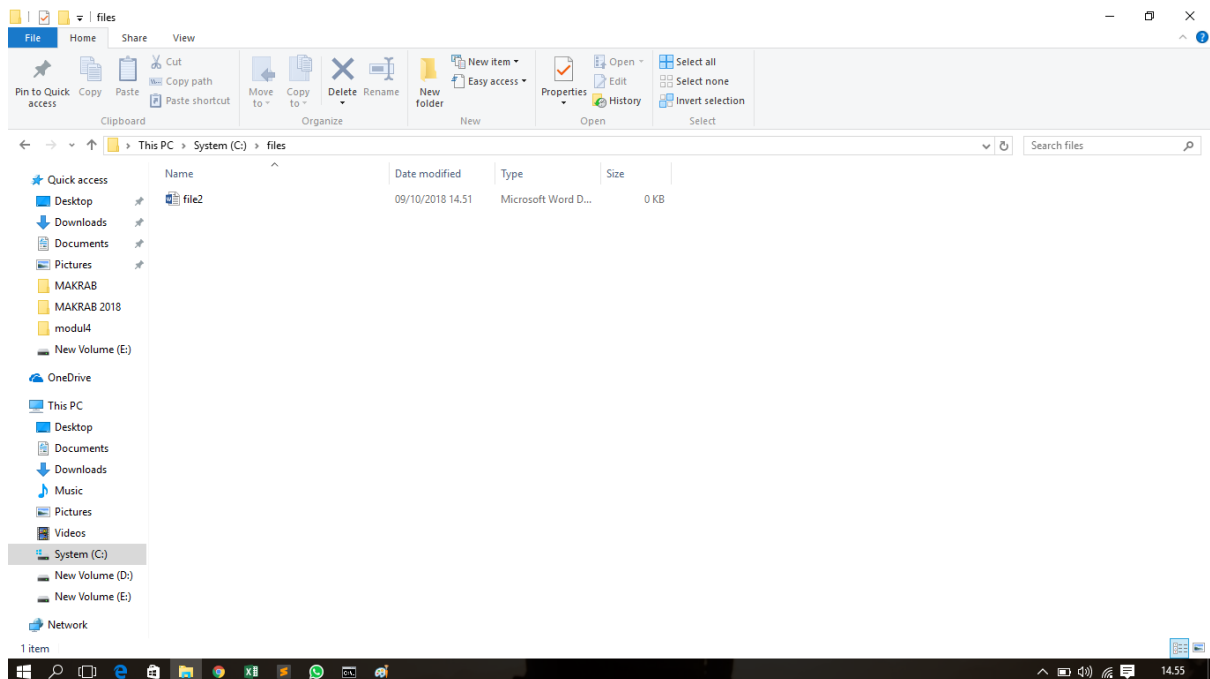 files
File Home Share View
Pin to Quick access
Copy
Paste
Cut
Copy path
Paste shortcut
Clipboard
Move to
Copy to
Delete
Rename
Organize
New folder
New item
Easy access
New
Properties
Open
Edit
History
Open
Select all
Select none
Invert selection
Select
This PC > System (C:) > files
Search files
Name Date modified Type Size
file2 09/10/2018 14.51 Microsoft Word D... 0 KB
Quick access
Desktop
Downloads
Documents
Pictures
MAKRAB
MAKRAB 2018
modul4
New Volume (E:)
OneDrive
This PC
Desktop
Documents
Downloads
Music
Pictures
Videos
System (C:)
New Volume (D:)
New Volume (E:)
Network
1 item
14.55